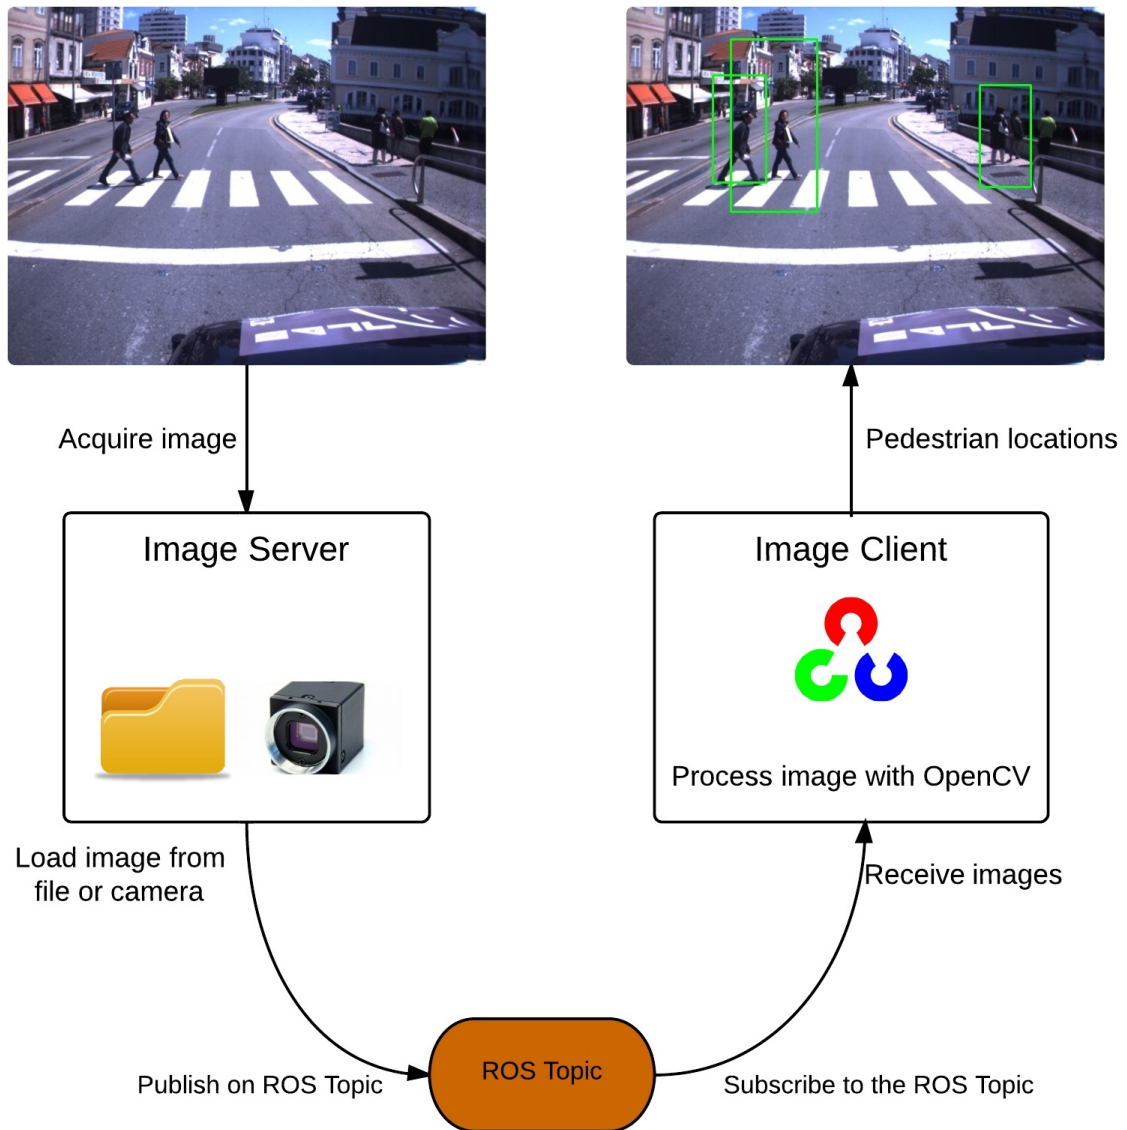 Acquire image
Pedestrian locations
Image Server
Image Client
Process image with OpenCV
Load image from
file or camera
Receive images
ROS Topic
Publish on ROS Topic
Subscribe to the ROS Topic